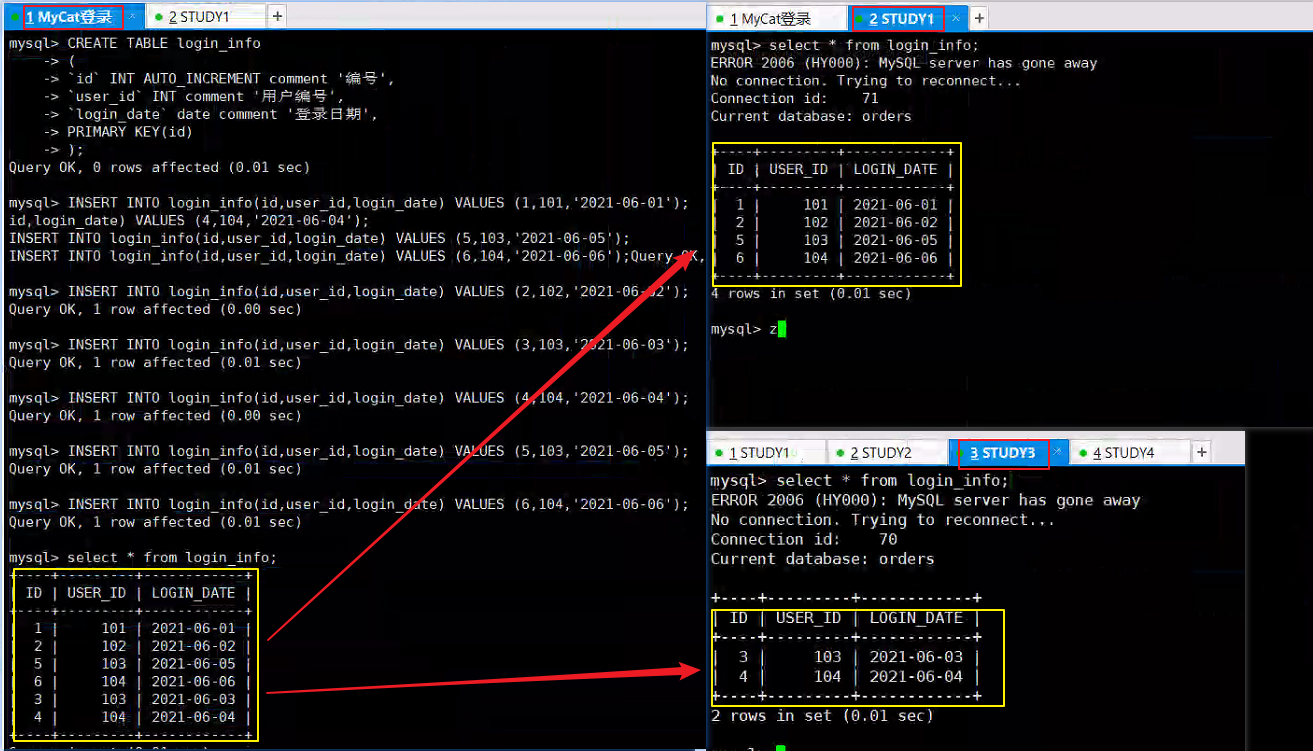 1 MyCat登录 × 2 STUDY1 +
mysql> CREATE TABLE login_info
-> (
-> `id` INT AUTO_INCREMENT comment '编号',
-> `user_id` INT comment '用户编号',
-> `login_date` date comment '登录日期',
-> PRIMARY KEY(id)
-> );
Query OK, 0 rows affected (0.01 sec)
mysql> INSERT INTO login_info(id,user_id,login_date) VALUES (1,101,'2021-06-01');
id,login_date) VALUES (4,104,'2021-06-04');
INSERT INTO login_info(id,user_id,login_date) VALUES (5,103,'2021-06-05');
INSERT INTO login_info(id,user_id,login_date) VALUES (6,104,'2021-06-06');Query OK,
mysql> INSERT INTO login_info(id,user_id,login_date) VALUES (2,102,'2021-06-02');
Query OK, 1 row affected (0.00 sec)
mysql> INSERT INTO login_info(id,user_id,login_date) VALUES (3,103,'2021-06-03');
Query OK, 1 row affected (0.01 sec)
mysql> INSERT INTO login_info(id,user_id,login_date) VALUES (4,104,'2021-06-04');
Query OK, 1 row affected (0.00 sec)
mysql> INSERT INTO login_info(id,user_id,login_date) VALUES (5,103,'2021-06-05');
Query OK, 1 row affected (0.01 sec)
mysql> INSERT INTO login_info(id,user_id,login_date) VALUES (6,104,'2021-06-06');
Query OK, 1 row affected (0.01 sec)
mysql> select * from login_info;
+----+---------+------------+
| ID | USER_ID | LOGIN_DATE |
+----+---------+------------+
| 1 | 101 | 2021-06-01 |
| 2 | 102 | 2021-06-02 |
| 5 | 103 | 2021-06-05 |
| 6 | 104 | 2021-06-06 |
| 3 | 103 | 2021-06-03 |
| 4 | 104 | 2021-06-04 |
+----+---------+------------+
1 MyCat登录 2 STUDY1 × +
mysql> select * from login_info;
ERROR 2006 (HY000): MySQL server has gone away
No connection. Trying to reconnect...
Connection id: 71
Current database: orders
+----+---------+------------+
| ID | USER_ID | LOGIN_DATE |
+----+---------+------------+
| 1 | 101 | 2021-06-01 |
| 2 | 102 | 2021-06-02 |
| 5 | 103 | 2021-06-05 |
| 6 | 104 | 2021-06-06 |
+----+---------+------------+
4 rows in set (0.01 sec)
mysql> z
1 STUDY1 2 STUDY2 3 STUDY3 × 4 STUDY4 +
mysql> select * from login_info;
ERROR 2006 (HY000): MySQL server has gone away
No connection. Trying to reconnect...
Connection id: 70
Current database: orders
+----+---------+------------+
| ID | USER_ID | LOGIN_DATE |
+----+---------+------------+
| 3 | 103 | 2021-06-03 |
| 4 | 104 | 2021-06-04 |
+----+---------+------------+
2 rows in set (0.01 sec)